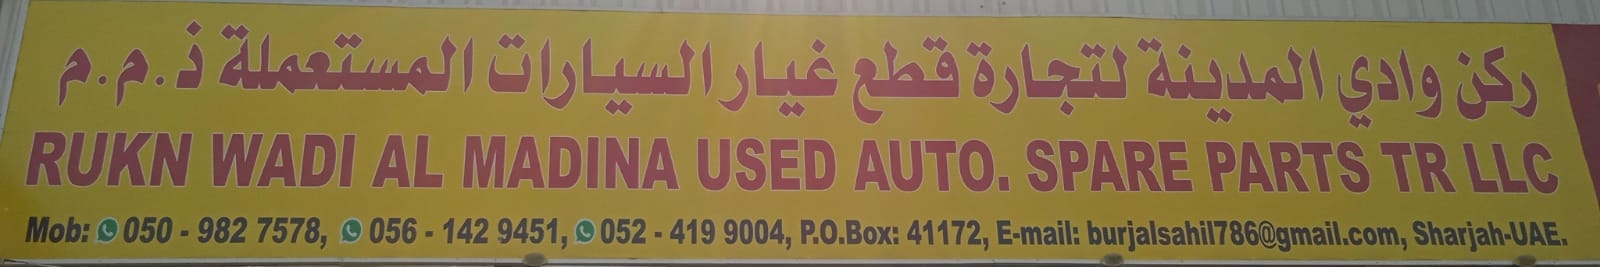 ركن وادي المدينة لتجارة قطع غيار السيارات المستعملة ذ.م.م
RUKN WADI AL MADINA USED AUTO. SPARE PARTS TR LLC
Mob: 050 - 982 7578, 056 - 142 9451, 052 - 419 9004, P.O.Box: 41172, E-mail: burjalsahil786@gmail.com, Sharjah-UAE.